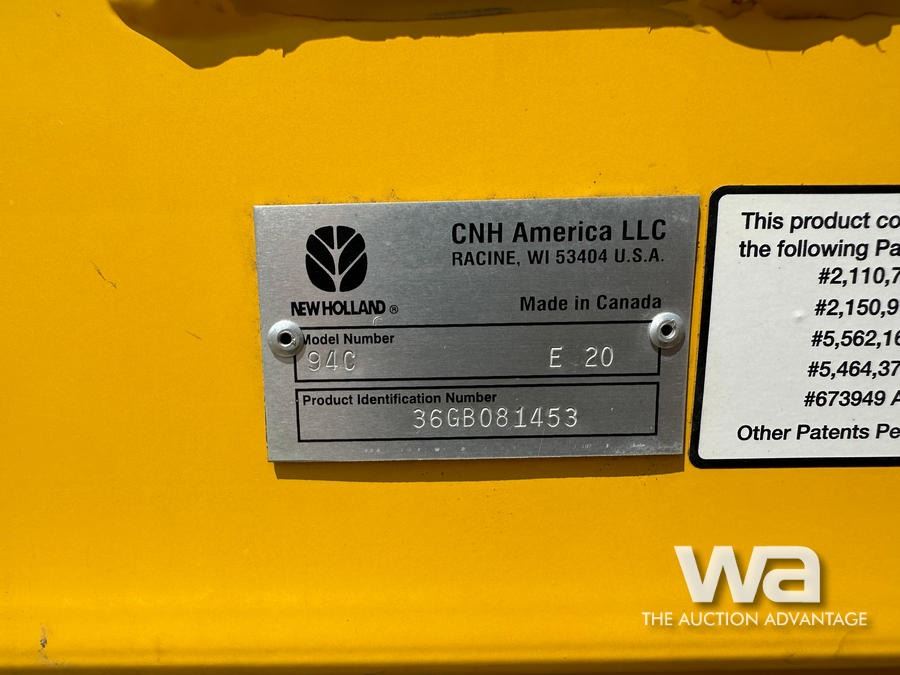 CNH America LLC
RACINE, WI 53404 U.S.A.
NEW HOLLAND ®
Made in Canada
Model Number
94C E 20
Product Identification Number
36GB081453
This product co
the following Pa
#2,110,7
#2,150,9
#5,562,16
#5,464,37
#673949 A
Other Patents Pe
wa
THE AUCTION ADVANTAGE